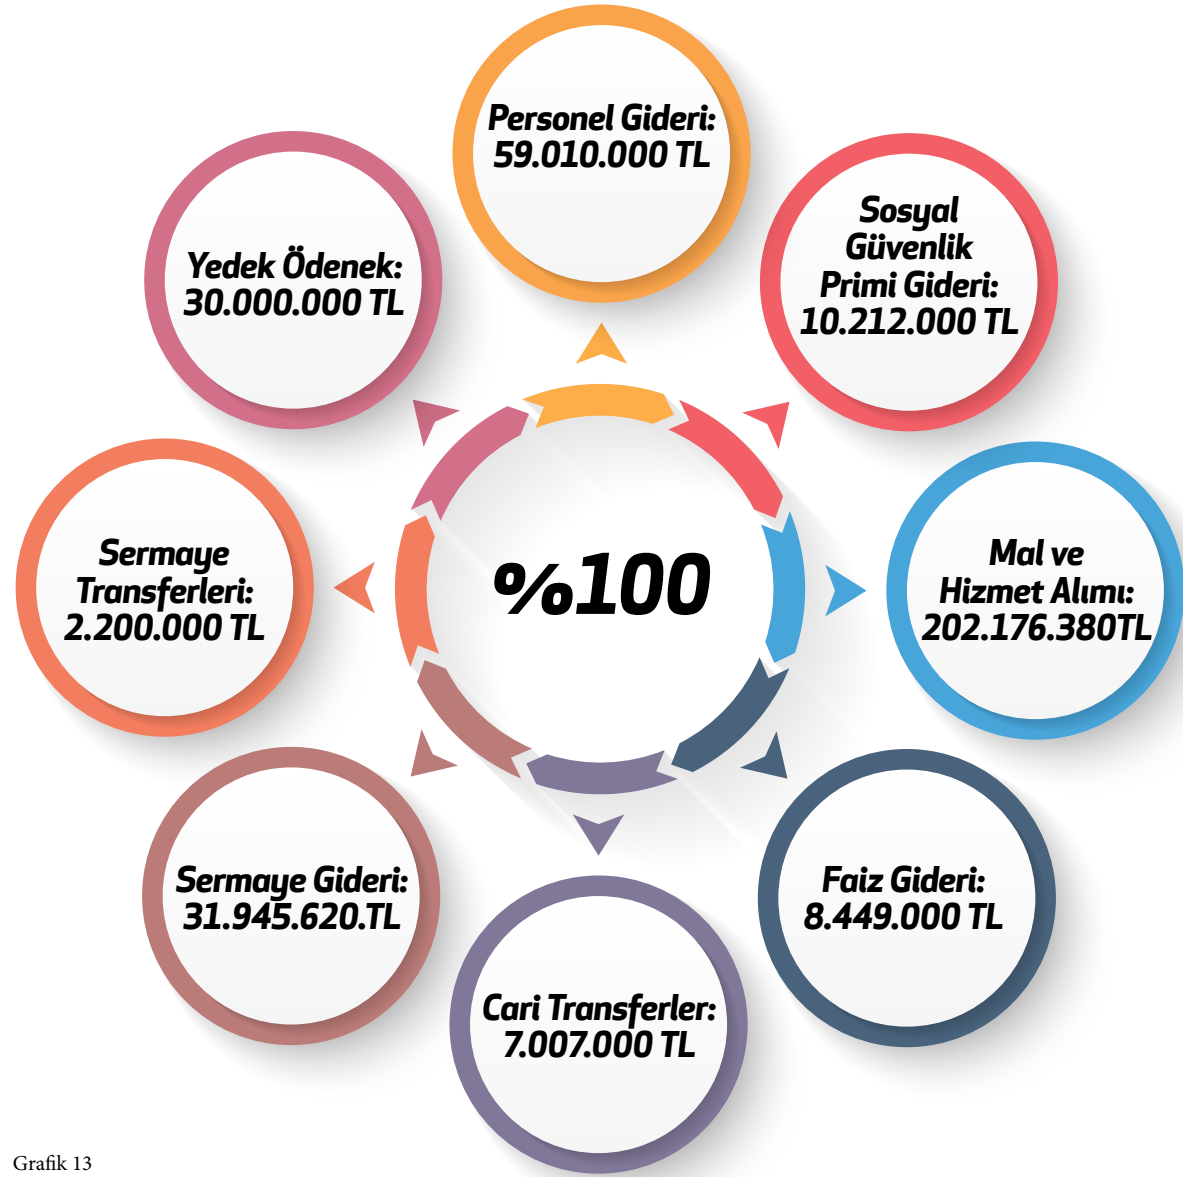 Personel Gideri:
59.010.000 TL
Sosyal
Güvenlik
Primi Gideri:
10.212.000 TL
Yedek Ödenek:
30.000.000 TL
Sermaye
Transferleri:
2.200.000 TL
%100
Mal ve
Hizmet Alımı:
202.176.380TL
Sermaye Gideri:
31.945.620.TL
Faiz Gideri:
8.449.000 TL
Cari Transferler:
7.007.000 TL
Grafik 13